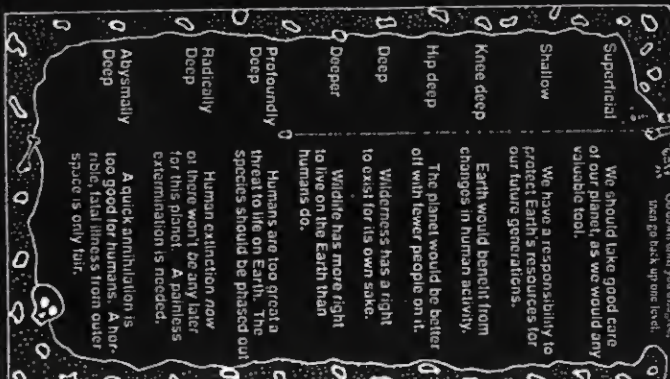 then go back up one level.
Superficial
We should take good care
of our planet, as we would any
valuable tool.
Shallow
We have a responsibility to
protect Earth's resources for
our future generations.
Knee deep
Earth would benefit from
changes in human activity.
Hip deep
The planet would be better
off with fewer people on it.
Deep
Wilderness has a right
to exist for its own sake.
Deeper
Wildlife has more right
to live on the Earth than
humans do.
Profoundly
Deep
Humans are too great a
threat to life on Earth. The
species should be phased out
Radically
Deep
Human extinction now
or there won't be any later
for this planet. A painless
extermination is needed.
Abysmally
Deep
A quick annihilation is
too good for humans. A hor-
rible, fatal illness from outer
space is only fair.